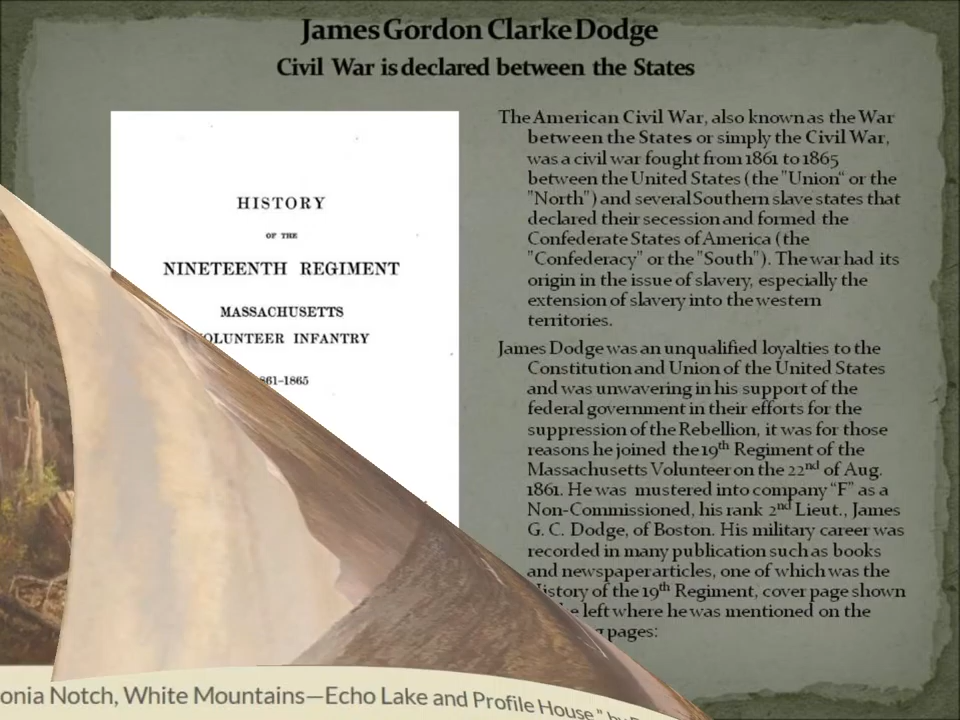 James Gordon Clarke Dodge
Civil War is declared between the States
HISTORY
OF THE
NINETEENTH REGIMENT
MASSACHUSETTS
VOLUNTEER INFANTRY
861–1865
The American Civil War, also known as the War
between the States or simply the Civil War,
was a civil war fought from 1861 to 1865
between the United States (the "Union“ or the
"North") and several Southern slave states that
declared their secession and formed the
Confederate States of America (the
"Confederacy" or the "South"). The war had its
origin in the issue of slavery, especially the
extension of slavery into the western
territories.
James Dodge was an unqualified loyalties to the
Constitution and Union of the United States
and was unwavering in his support of the
federal government in their efforts for the
suppression of the Rebellion, it was for those
reasons he joined the 19th Regiment of the
Massachusetts Volunteer on the 22nd of Aug.
1861. He was mustered into company “F” as a
Non-Commissioned, his rank 2nd Lieut., James
G. C. Dodge, of Boston. His military career was
recorded in many publication such as books
and newspaper articles, one of which was the
History of the 19th Regiment, cover page shown
left where he was mentioned on the
pages:
onia Notch, White Mountains—Echo Lake and Profile House," by